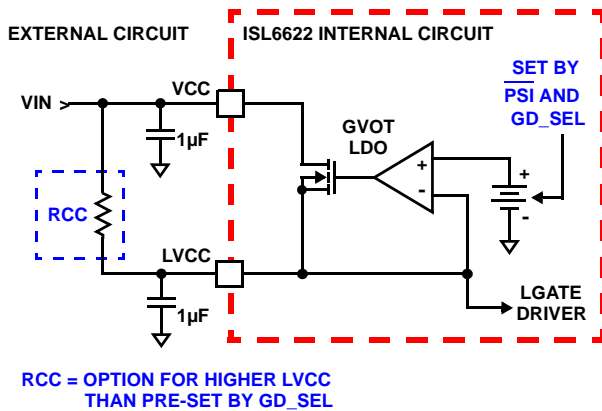 EXTERNAL CIRCUIT
ISL6622 INTERNAL CIRCUIT
SET BY
PSI AND
GD_SEL
VCC
VIN
GVOT
LDO
1µF
+
-
+
-
RCC
LVCC
1µF
LGATE
DRIVER
RCC = OPTION FOR HIGHER LVCC
THAN PRE-SET BY GD_SEL